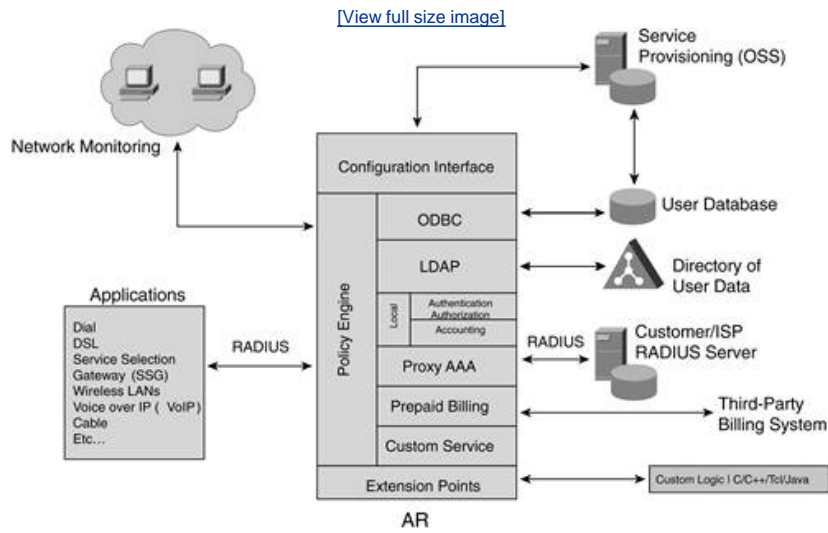 [View full size image]
Service
Provisioning (OSS)
Network Monitoring
Configuration Interface
User Database
ODBC
LDAP
Directory of
User Data
Policy Engine
Local
Authentication
Authorization
Accounting
Applications
Dial
DSL
Service Selection
Gateway (SSG)
Wireless LANs
Voice over IP ( VoIP)
Cable
Etc...
RADIUS
RADIUS
Customer/ISP
RADIUS Server
Proxy AAA
Prepaid Billing
Third-Party
Billing System
Custom Service
Extension Points
Custom Logic I C/C++/Tcl/Java
AR